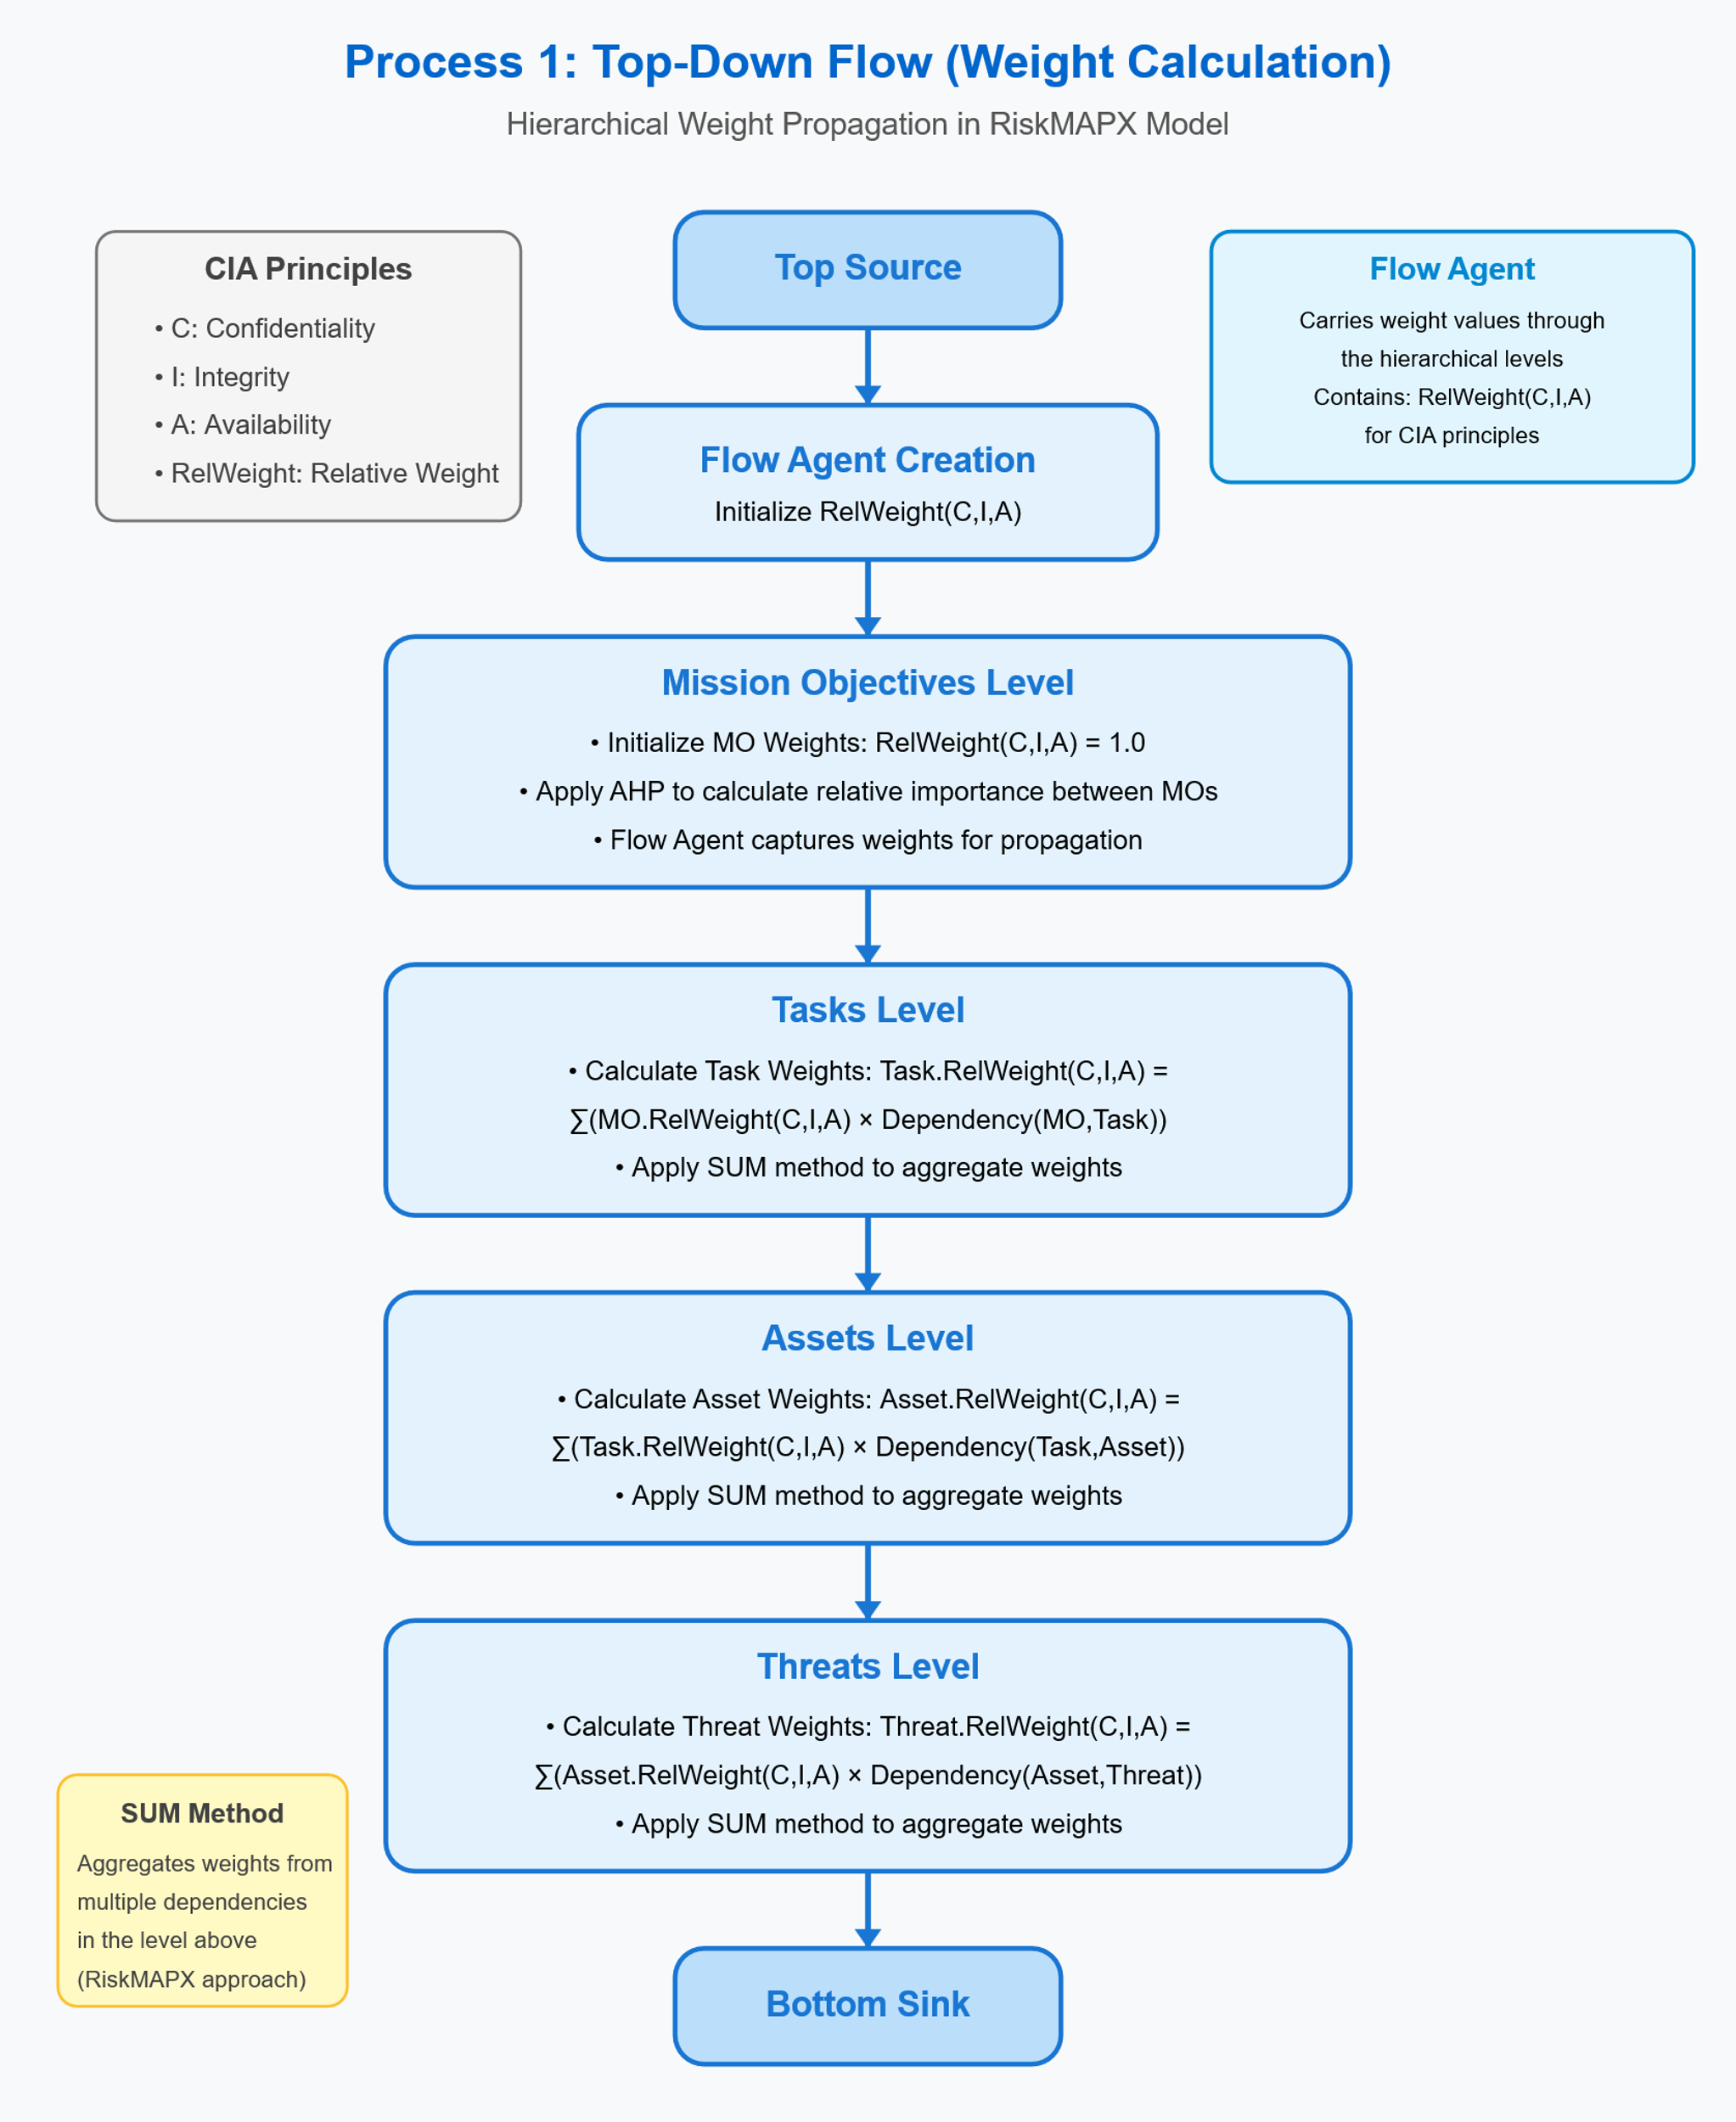 Process 1: Top-Down Flow (Weight Calculation)
Hierarchical Weight Propagation in RiskMAPX Model
CIA Principles
• C: Confidentiality
• I: Integrity
• A: Availability
• RelWeight: Relative Weight
Top Source
Flow Agent
Carries weight values through
the hierarchical levels
Contains: RelWeight(C,I,A)
for CIA principles
Flow Agent Creation
Initialize RelWeight(C,I,A)
Mission Objectives Level
• Initialize MO Weights: RelWeight(C,I,A) = 1.0
• Apply AHP to calculate relative importance between MOs
• Flow Agent captures weights for propagation
Tasks Level
• Calculate Task Weights: Task.RelWeight(C,I,A) =
∑(MO.RelWeight(C,I,A) × Dependency(MO,Task))
• Apply SUM method to aggregate weights
Assets Level
• Calculate Asset Weights: Asset.RelWeight(C,I,A) =
∑(Task.RelWeight(C,I,A) × Dependency(Task,Asset))
• Apply SUM method to aggregate weights
Threats Level
• Calculate Threat Weights: Threat.RelWeight(C,I,A) =
∑(Asset.RelWeight(C,I,A) × Dependency(Asset,Threat))
• Apply SUM method to aggregate weights
SUM Method
Aggregates weights from
multiple dependencies
in the level above
(RiskMAPX approach)
Bottom Sink